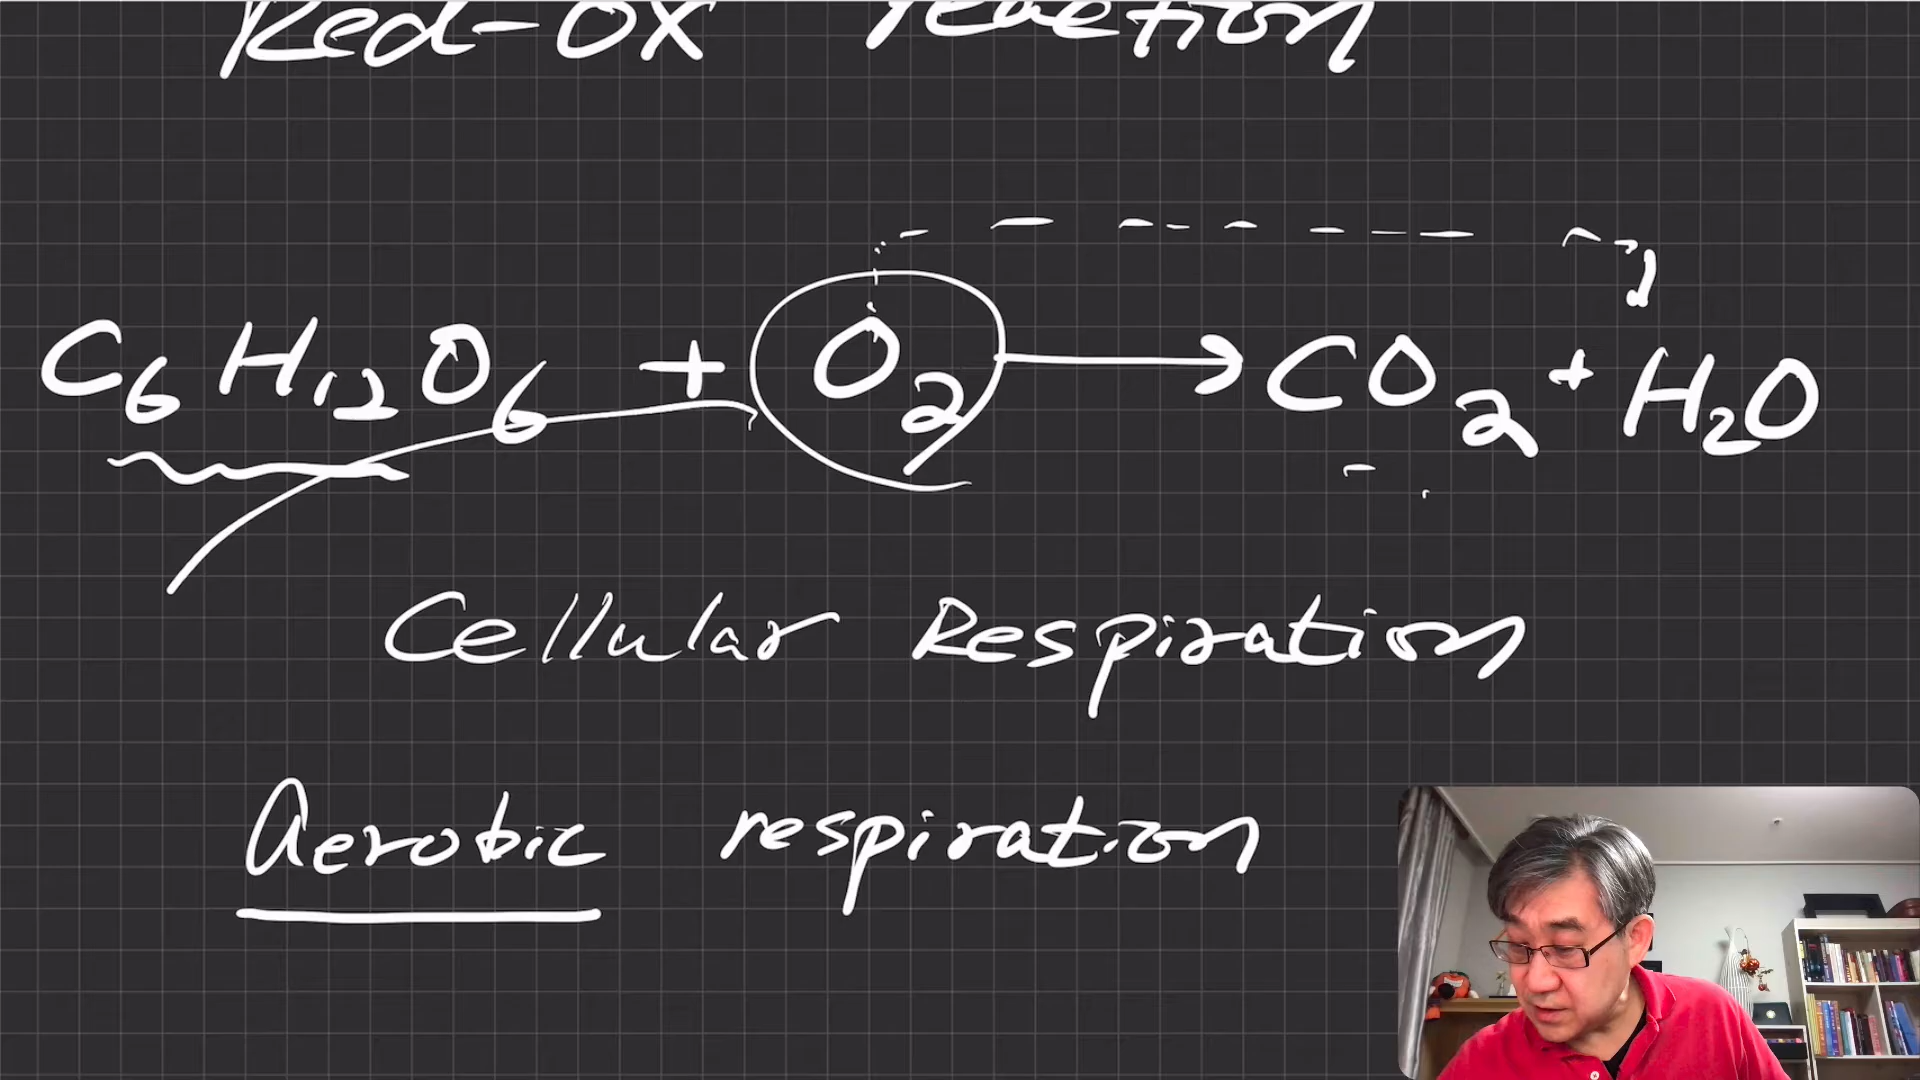 Red-ox reaction
C₆H₁₂O₆ + O₂ → CO₂ + H₂O
Cellular Respiration
Aerobic respiration